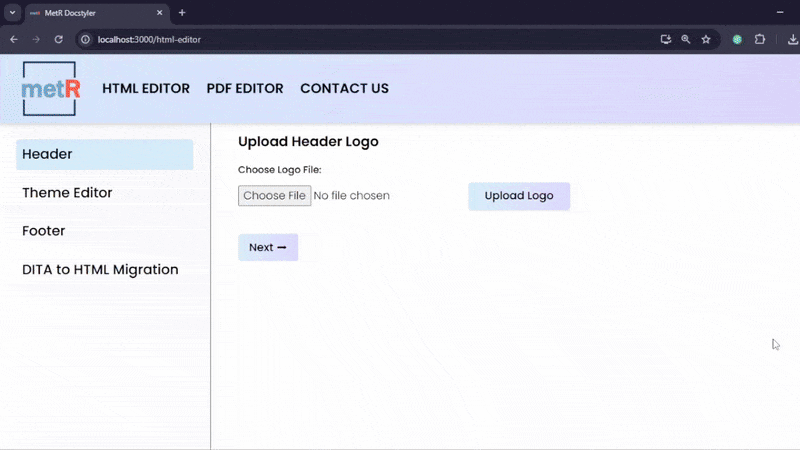 MetR Docstyler
localhost:3000/html-editor
metR
HTML EDITOR PDF EDITOR CONTACT US
Header
Theme Editor
Footer
DITA to HTML Migration
Upload Header Logo
Choose Logo File:
Choose File No file chosen
Upload Logo
Next